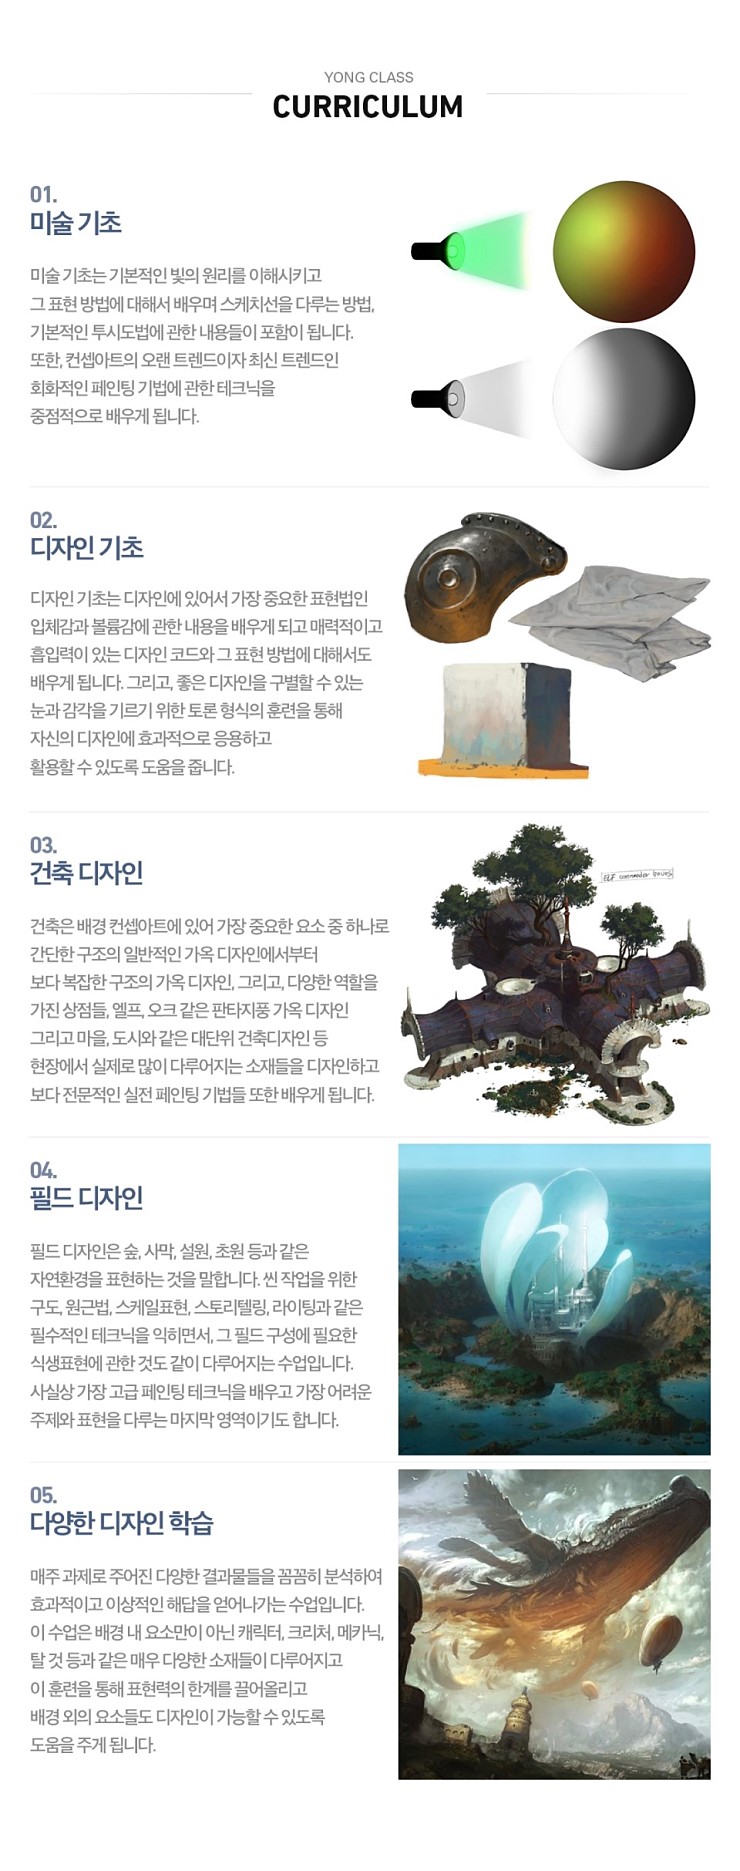 YONG CLASS
CURRICULUM
01.
미술 기초
미술 기초는 기본적인 빛의 원리를 이해시키고
그 표현 방법에 대해서 배우며 스케치선을 다루는 방법,
기본적인 투시도법에 관한 내용들이 포함이 됩니다.
또한, 컨셉아트의 오랜 트렌드이자 최신 트렌드인
회화적인 페인팅 기법에 관한 테크닉을
중점적으로 배우게 됩니다.
02.
디자인 기초
디자인 기초는 디자인에 있어서 가장 중요한 표현법인
입체감과 볼륨감에 관한 내용을 배우게 되고 매력적이고
흡입력이 있는 디자인 코드와 그 표현 방법에 대해서도
배우게 됩니다. 그리고, 좋은 디자인을 구별할 수 있는
눈과 감각을 기르기 위한 토론 형식의 훈련을 통해
자신의 디자인에 효과적으로 응용하고
활용할 수 있도록 도움을 줍니다.
03.
건축 디자인
ELF commander house
건축은 배경 컨셉아트에 있어 가장 중요한 요소 중 하나로
간단한 구조의 일반적인 가옥 디자인에서부터
보다 복잡한 구조의 가옥 디자인, 그리고, 다양한 역할을
가진 상점들, 엘프, 오크 같은 판타지풍 가옥 디자인
그리고 마을, 도시와 같은 대단위 건축디자인 등
현장에서 실제로 많이 다루어지는 소재들을 디자인하고
보다 전문적인 실전 페인팅 기법들 또한 배우게 됩니다.
04.
필드 디자인
필드 디자인은 숲, 사막, 설원, 초원 등과 같은
자연환경을 표현하는 것을 말합니다. 씬 작업을 위한
구도, 원근법, 스케일표현, 스토리텔링, 라이팅과 같은
필수적인 테크닉을 익히면서, 그 필드 구성에 필요한
식생표현에 관한 것도 같이 다루어지는 수업입니다.
사실상 가장 고급 페인팅 테크닉을 배우고 가장 어려운
주제와 표현을 다루는 마지막 영역이기도 합니다.
05.
다양한 디자인 학습
매주 과제로 주어진 다양한 결과물들을 꼼꼼히 분석하여
효과적이고 이상적인 해답을 얻어나가는 수업입니다.
이 수업은 배경 내 요소만이 아닌 캐릭터, 크리처, 메카닉,
탈 것 등과 같은 매우 다양한 소재들이 다루어지고
이 훈련을 통해 표현력의 한계를 끌어올리고
배경 외의 요소들도 디자인이 가능할 수 있도록
도움을 주게 됩니다.